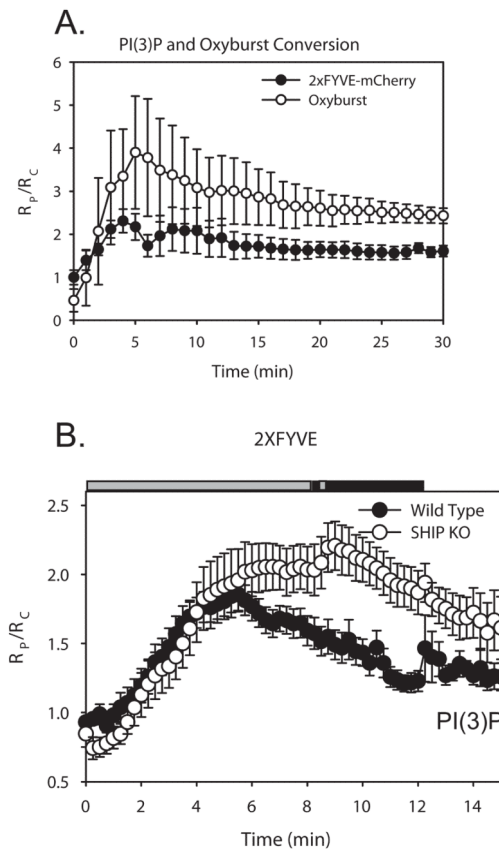 A.
PI(3)P and Oxyburst Conversion
6
5
4
3
2
1
0
R_P/R_C
2xFYVE-mCherry
Oxyburst
0 5 10 15 20 25 30
Time (min)
B.
2XFYVE
2.5
2.0
1.5
1.0
0.5
R_P/R_C
Wild Type
SHIP KO
PI(3)P
0 2 4 6 8 10 12 14
Time (min)